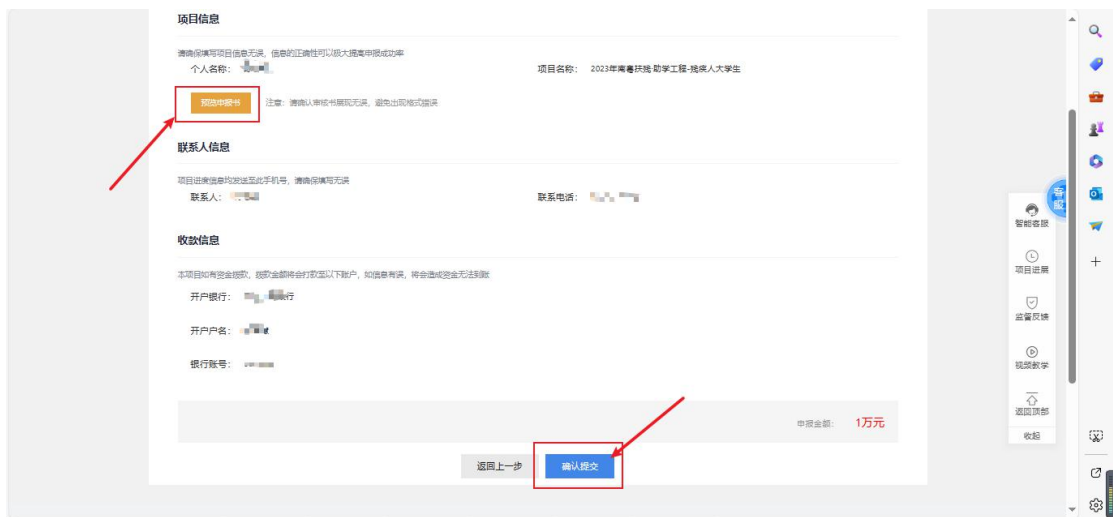 项目信息
请确保填写项目信息无误，信息的正确性可以极大提高申报成功率
个人名称：
项目名称： 2023年南粤扶残助学工程-残疾人大学生
预览申报书
注意：请确认审核书展现无误，避免出现格式错误
联系人信息
项目进度信息均发送至此手机号，请确保填写无误
联系人：
联系电话：
收款信息
本项目如有资金拨款，拨款金额将会打款至以下账户，如信息有误，将会造成资金无法到账
开户银行： 行
开户户名：
银行账号：
申报金额： 1万元
返回上一步
确认提交
客服
智能客服
项目进展
监督反馈
视频教学
返回顶部
收起